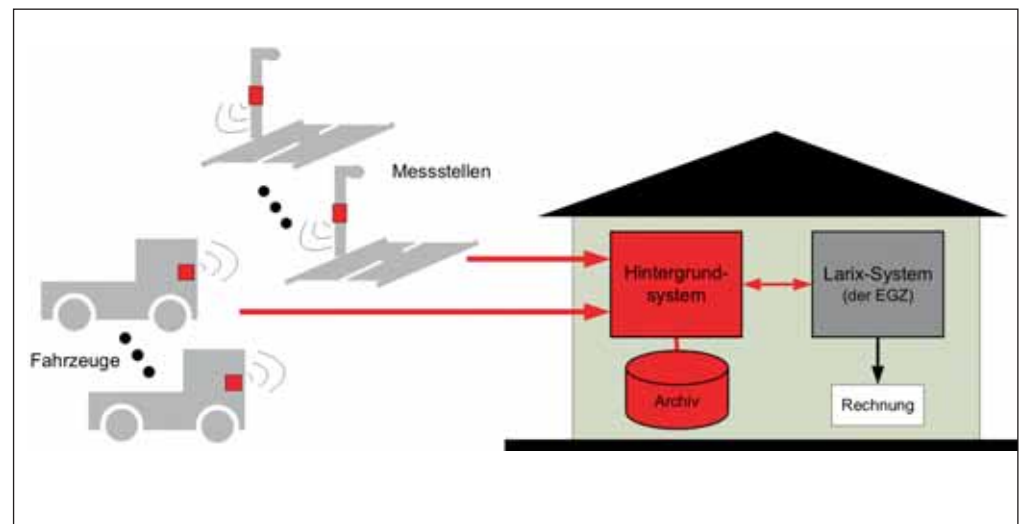 Messstellen
Fahrzeuge
Hintergrund-
system
Larix-System
(der EGZ)
Archiv
Rechnung